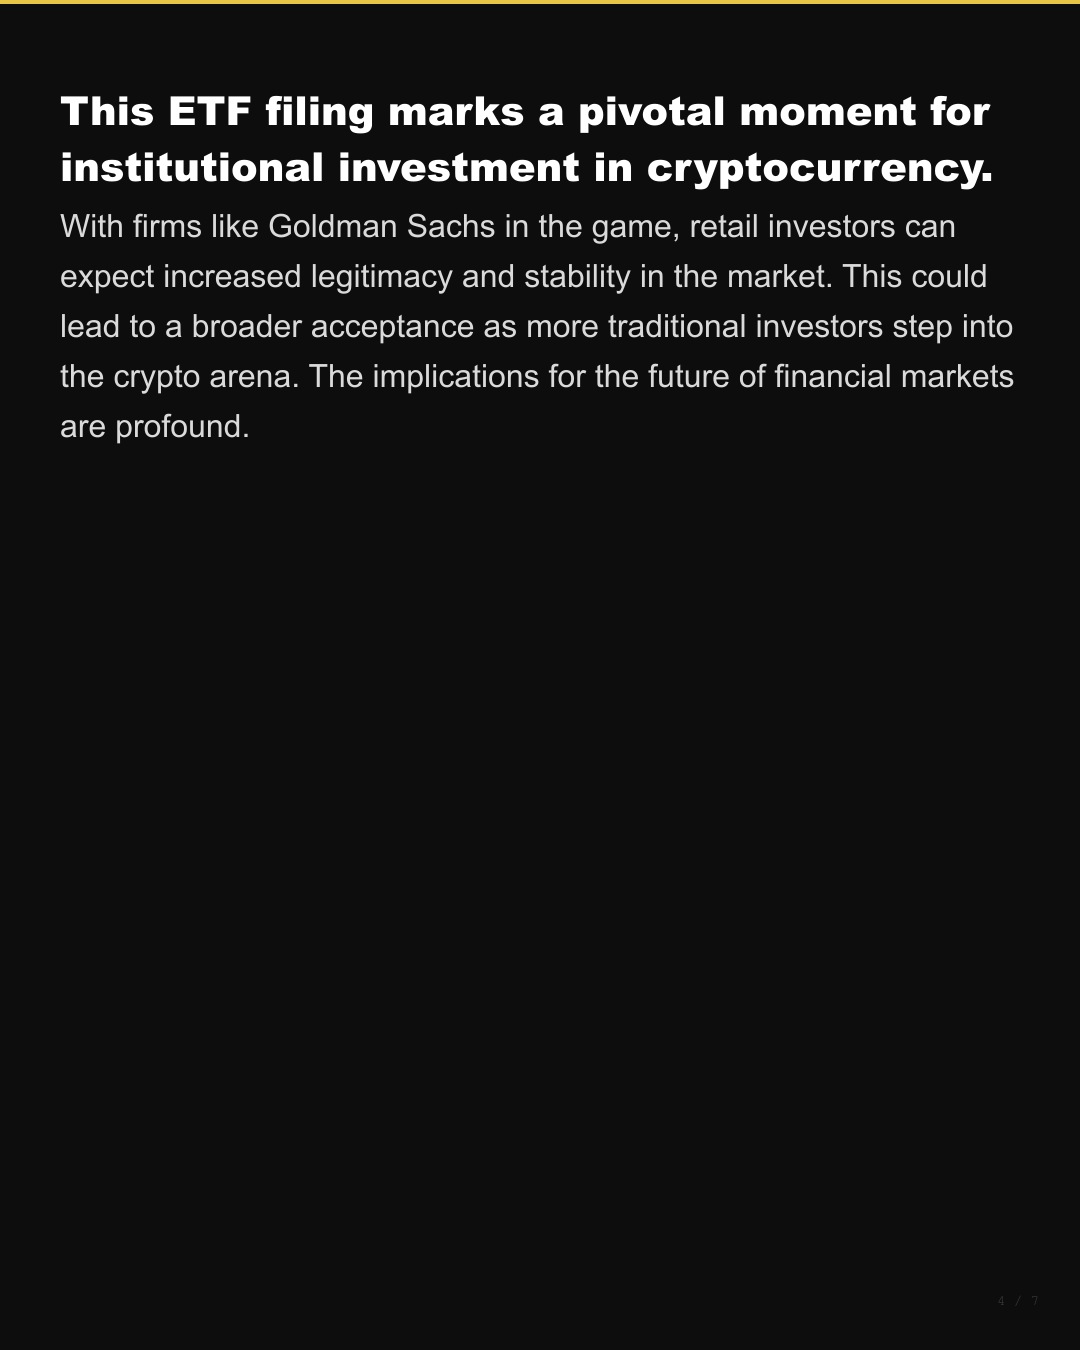 This ETF filing marks a pivotal moment for
institutional investment in cryptocurrency.
With firms like Goldman Sachs in the game, retail investors can
expect increased legitimacy and stability in the market. This could
lead to a broader acceptance as more traditional investors step into
the crypto arena. The implications for the future of financial markets
are profound.
4 / 7